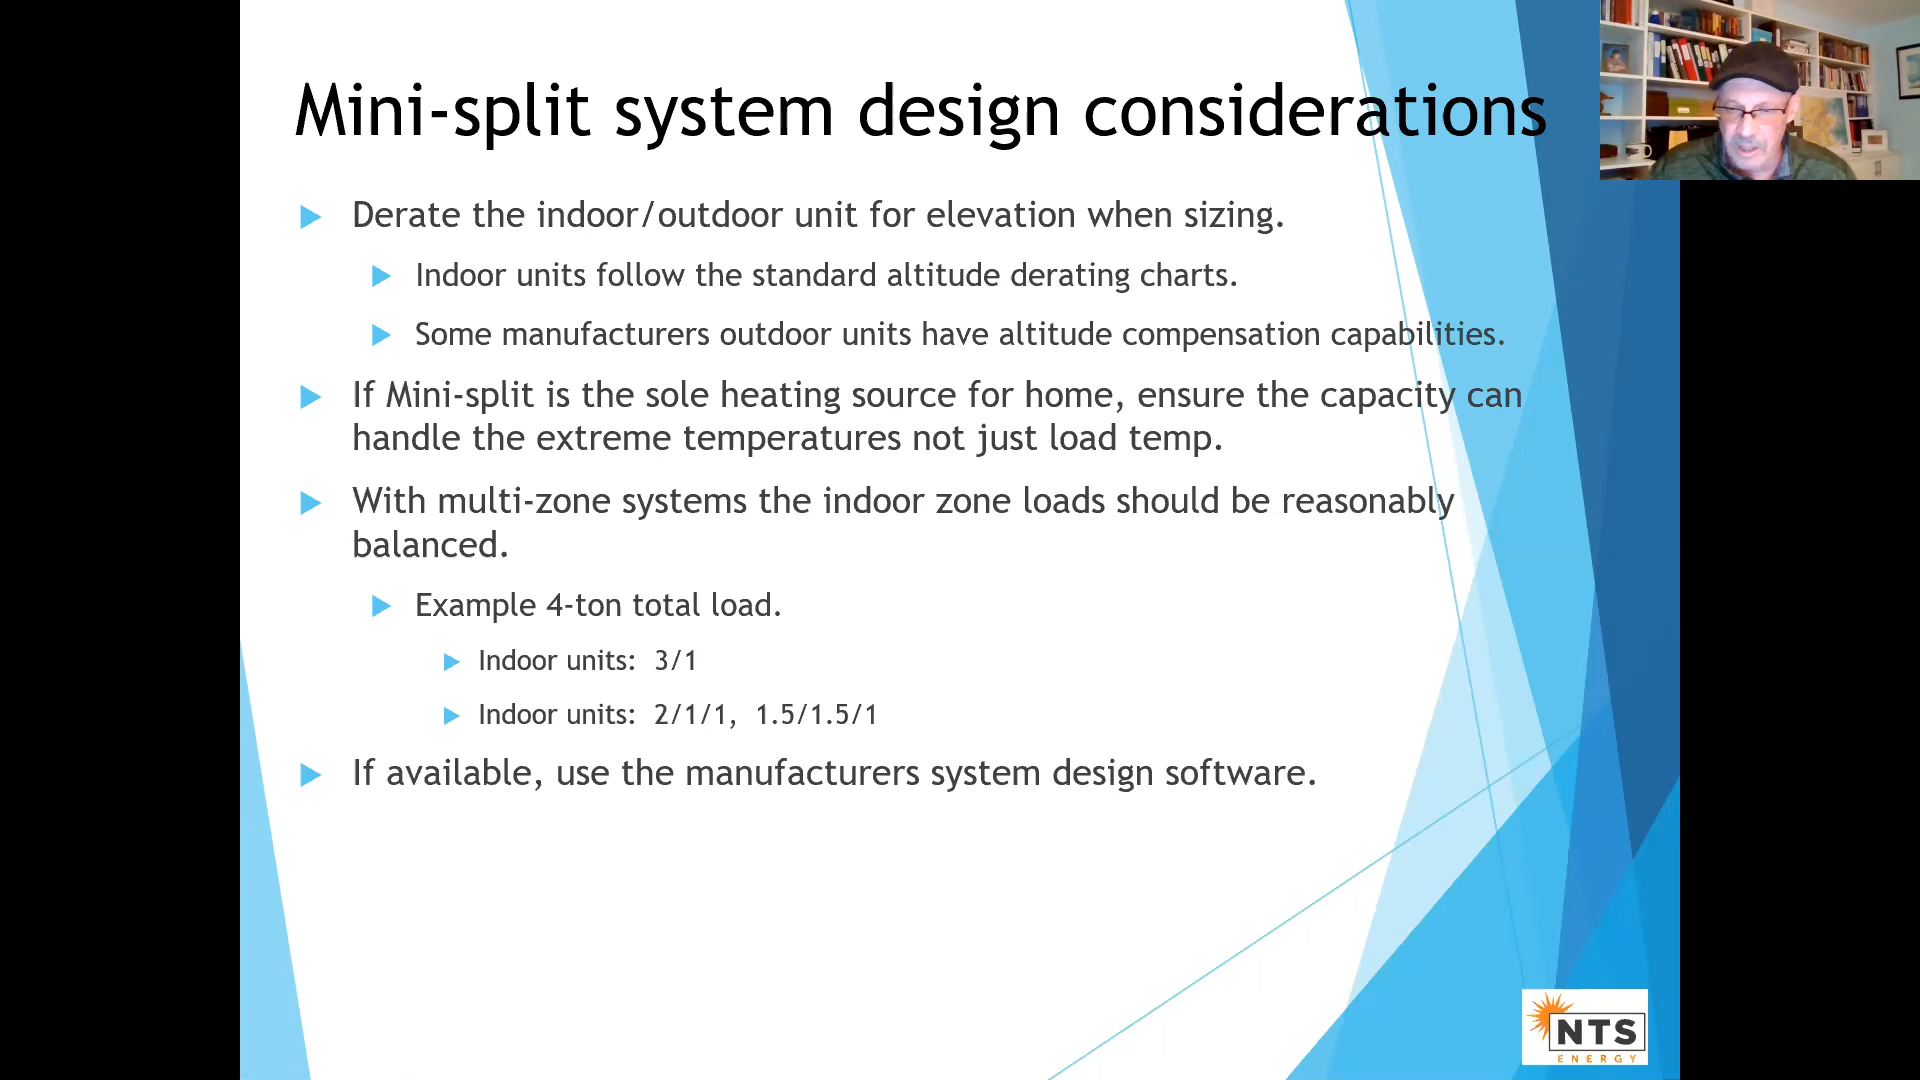 Mini-split system design considerations
Derate the indoor/outdoor unit for elevation when sizing.
Indoor units follow the standard altitude derating charts.
Some manufacturers outdoor units have altitude compensation capabilities.
If Mini-split is the sole heating source for home, ensure the capacity can
handle the extreme temperatures not just load temp.
With multi-zone systems the indoor zone loads should be reasonably
balanced.
Example 4-ton total load.
Indoor units: 3/1
Indoor units: 2/1/1, 1.5/1.5/1
If available, use the manufacturers system design software.
NTS
ENERGY